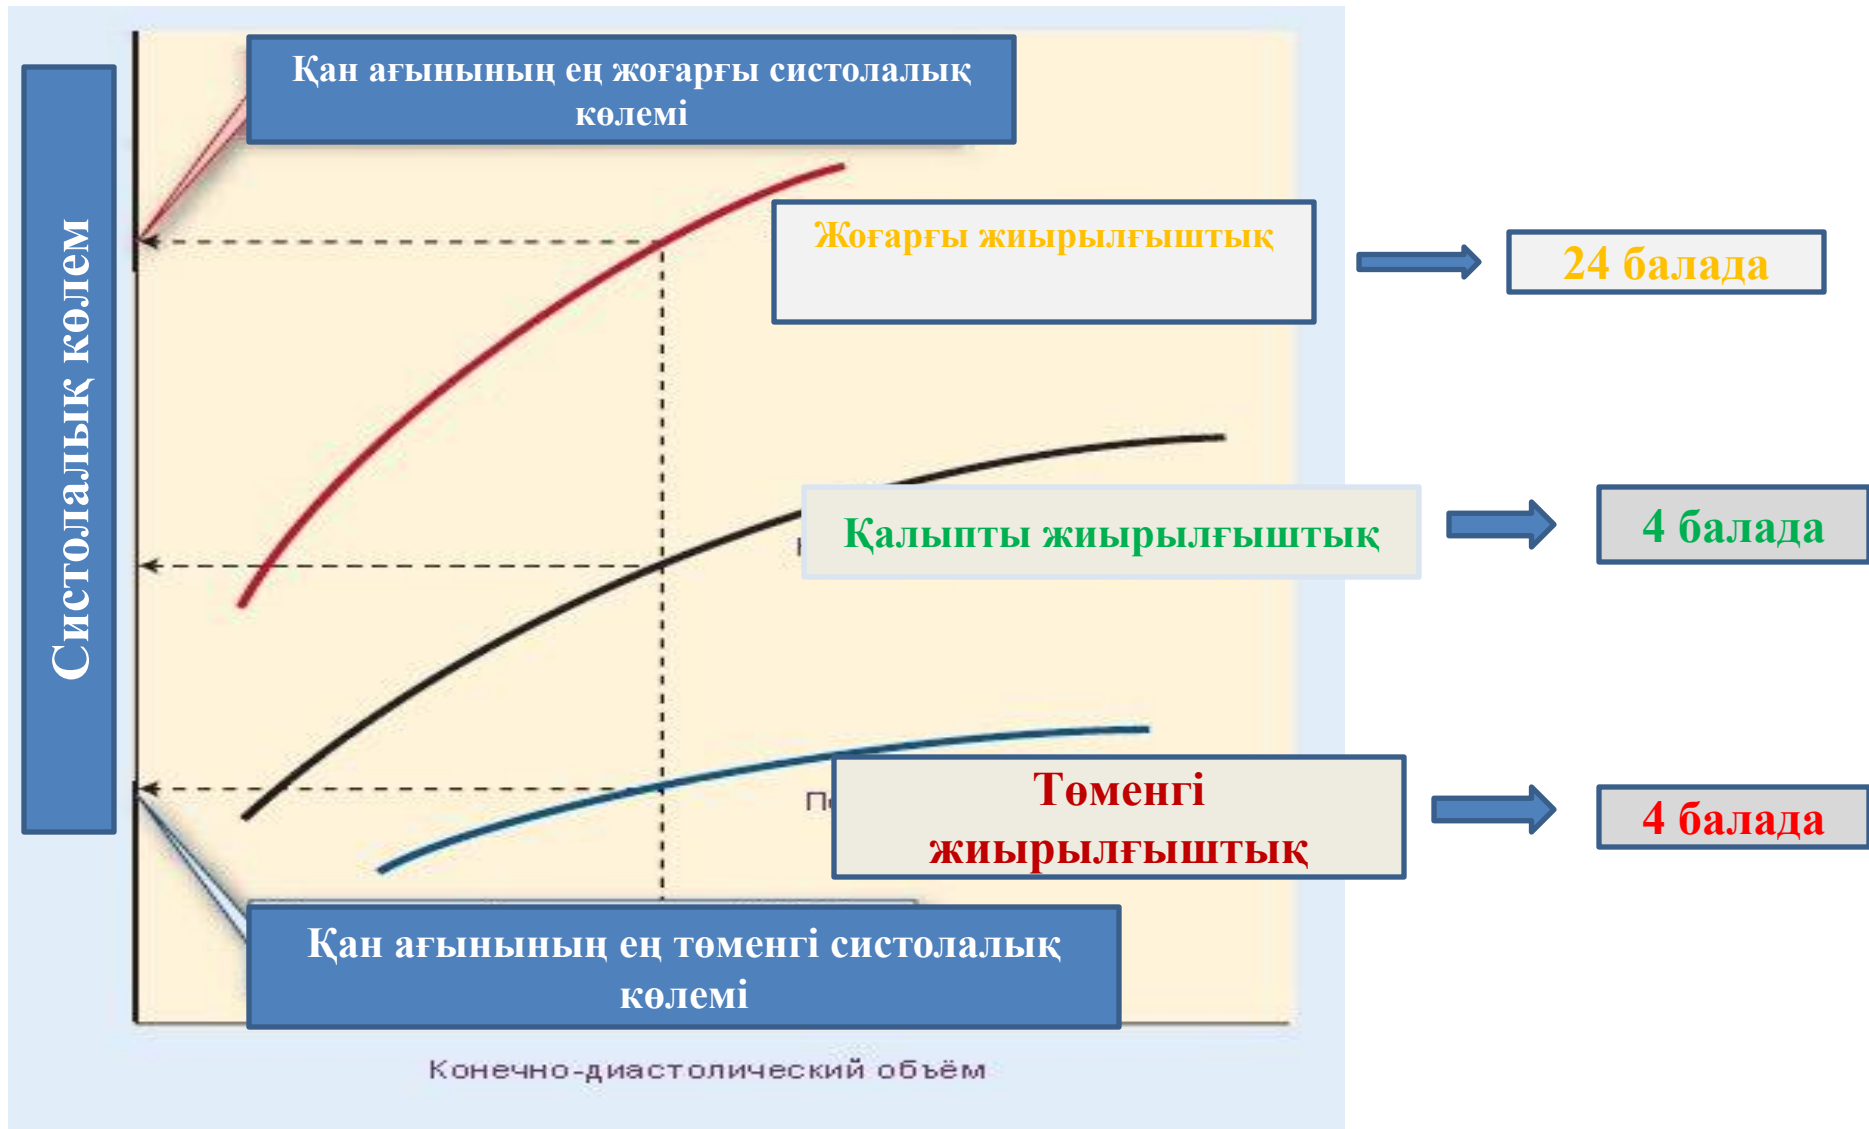 Қан ағынының ең жоғарғы систолалық
көлемі
Систолалық көлем
Жоғарғы жиырылғыштық
24 балада
Қалыпты жиырылғыштық
4 балада
Төменгі
жиырылғыштық
4 балада
Қан ағынының ең төменгі систолалық
көлемі
Конечно-диастолический объём